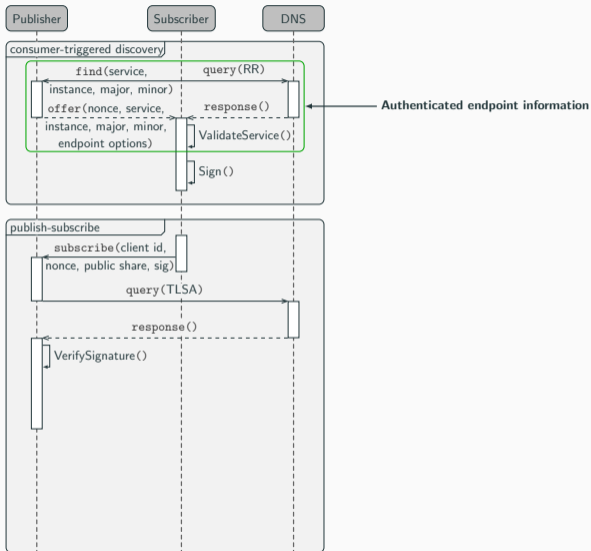 Publisher
Subscriber
DNS
consumer-triggered discovery
find(service,
instance, major, minor)
query(RR)
offer(nonce, service,
instance, major, minor,
endpoint options)
response()
Authenticated endpoint information
ValidateService()
Sign()
publish-subscribe
subscribe(client id,
nonce, public share, sig)
query(TLSA)
response()
VerifySignature()